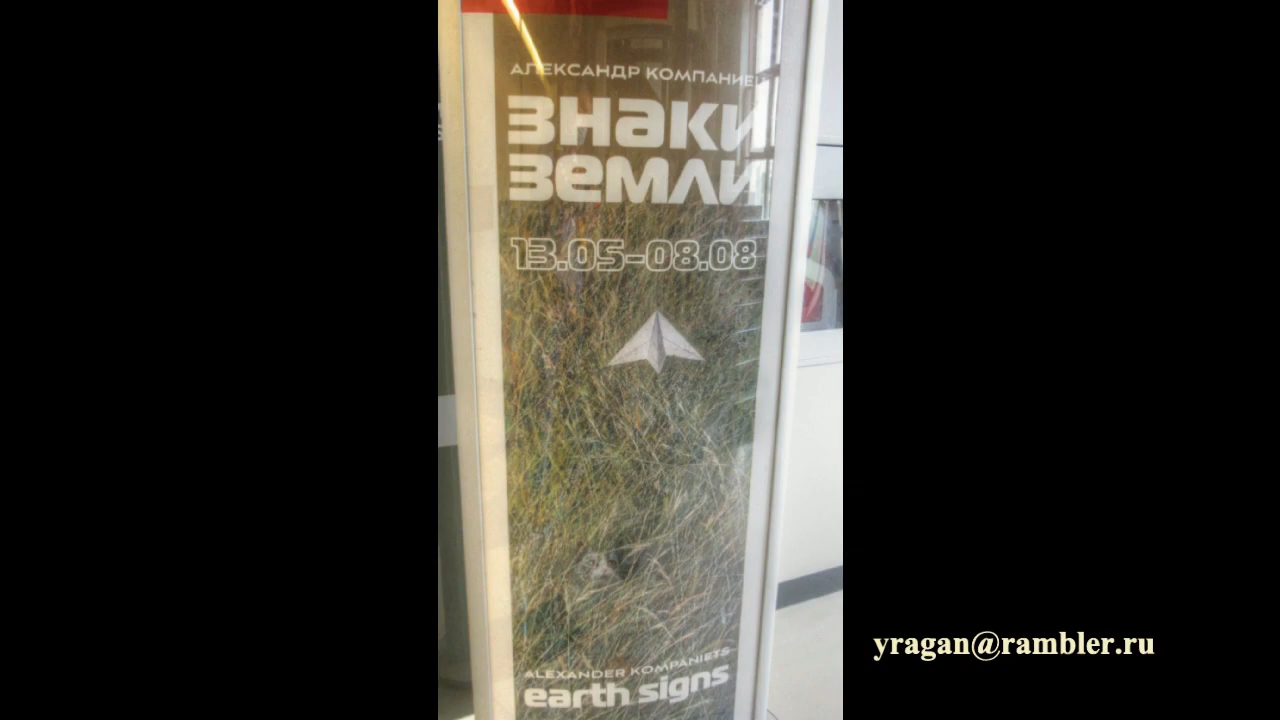 АЛЕКСАНДР КОМПАНИЕЦ
знаки
земли
13.05-08.08
ALEXANDER KOMPANIETS
earth signs
yragan@rambler.ru